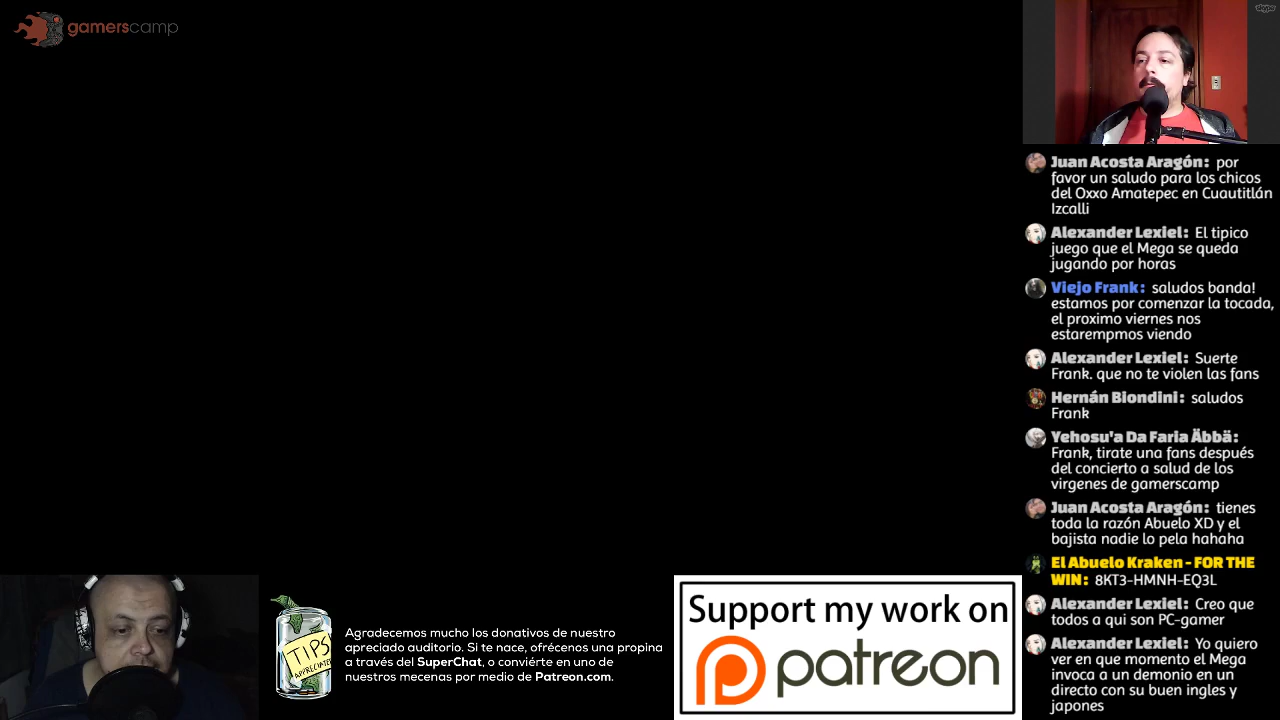 gamerscamp
skype
Juan Acosta Aragón: por
favor un saludo para los chicos
del Oxxo Amatepec en Cuautitlán
Izcalli
Alexander Lexiel: El tipico
juego que el Mega se queda
jugando por horas
Viejo Frank: saludos banda!
estamos por comenzar la tocada,
el proximo viernes nos
estarempmos viendo
Alexander Lexiel: Suerte
Frank. que no te violen las fans
Hernán Biondini: saludos
Frank
Yehosu'a Da Faria Äbbä:
Frank, tirate una fans después
del concierto a salud de los
virgenes de gamerscamp
Juan Acosta Aragón: tienes
toda la razón Abuelo XD y el
bajista nadie lo pela hahaha
El Abuelo Kraken - FOR THE
WIN: 8KT3-HMNH-EQ3L
Alexander Lexiel: Creo que
todos a qui son PC-gamer
Alexander Lexiel: Yo quiero
ver en que momento el Mega
invoca a un demonio en un
directo con su buen ingles y
japones
TIPS
APPRECIATED
Agradecemos mucho los donativos de nuestro
apreciado auditorio. Si te nace, ofrécenos una propina
a través del SuperChat, o conviérte en uno de
nuestros mecenas por medio de Patreon.com.
Support my work on
patreon